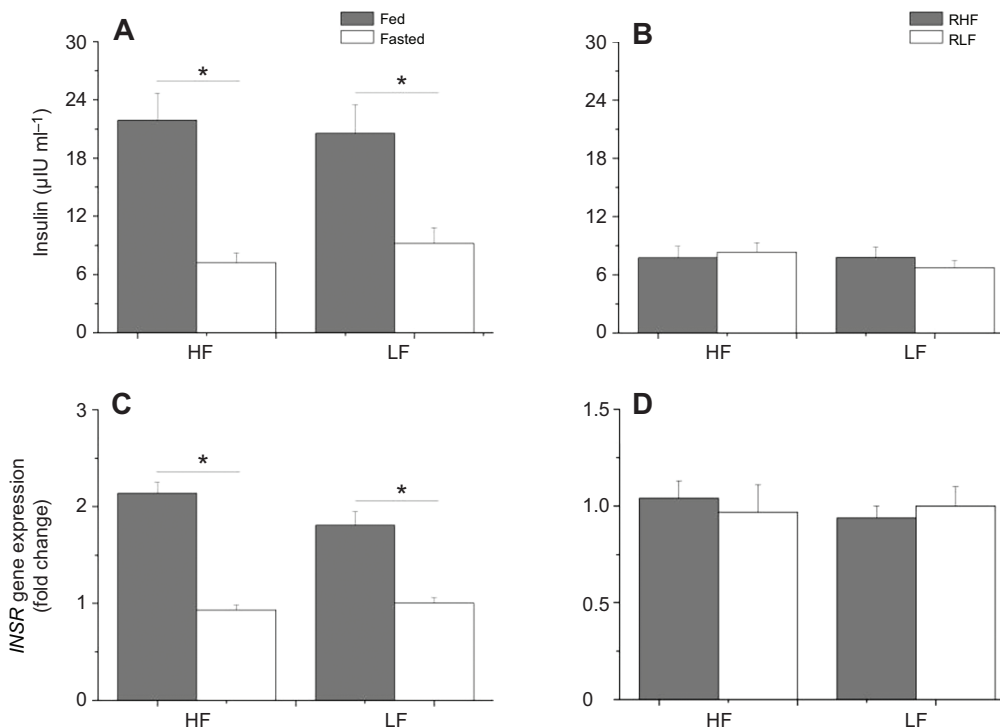 A
Fed
Fasted
B
RHF
RLF
Insulin (µIU ml–1)
30
24
18
12
6
0
*
*
HF
LF
30
24
18
12
6
0
HF
LF
C
INSR gene expression
(fold change)
3
2
1
0
*
*
HF
LF
D
1.5
1.0
0.5
0
HF
LF